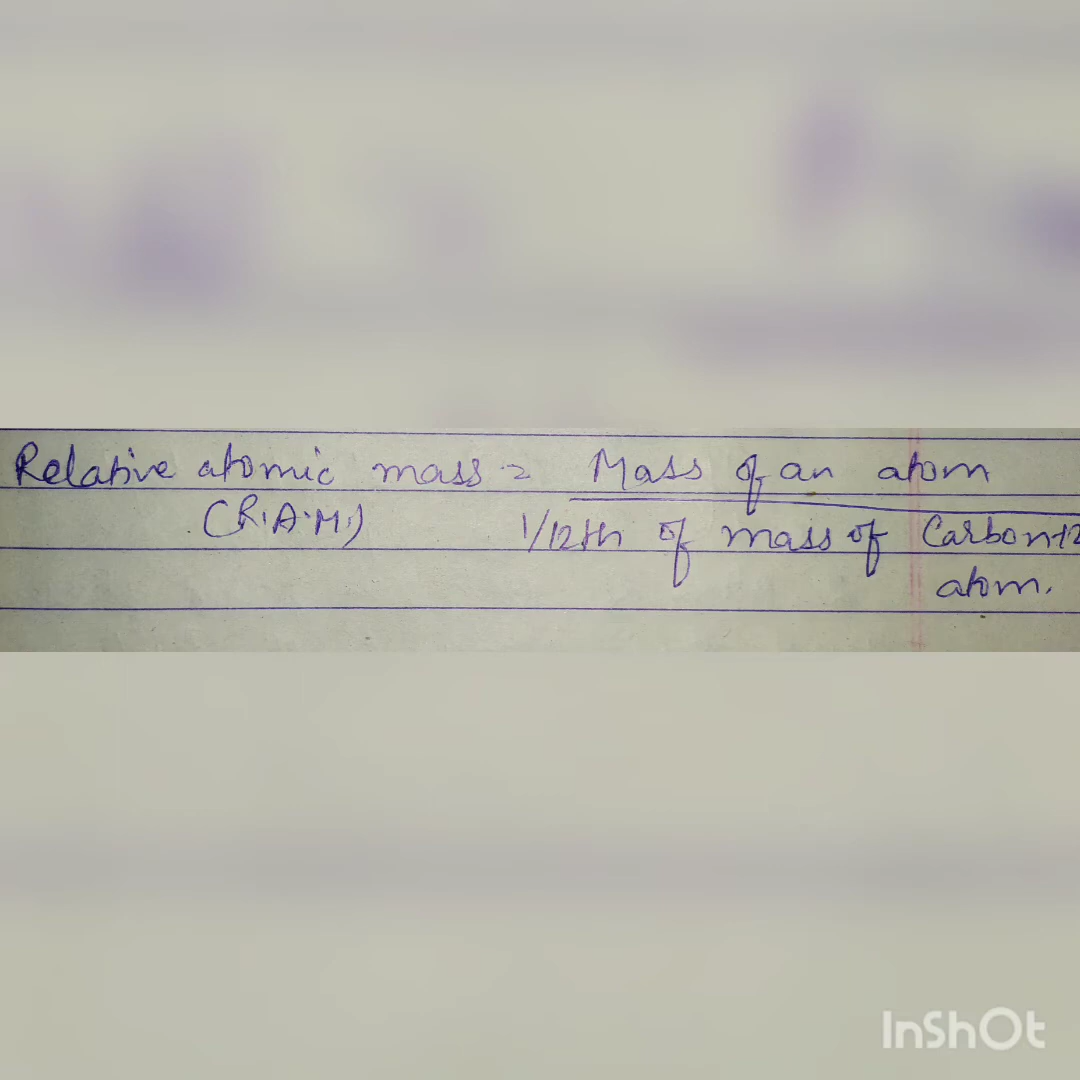 Relative atomic mass = Mass of an atom
(R.A.M.) 1/12th of mass of Carbon-12
atom.
InShOt